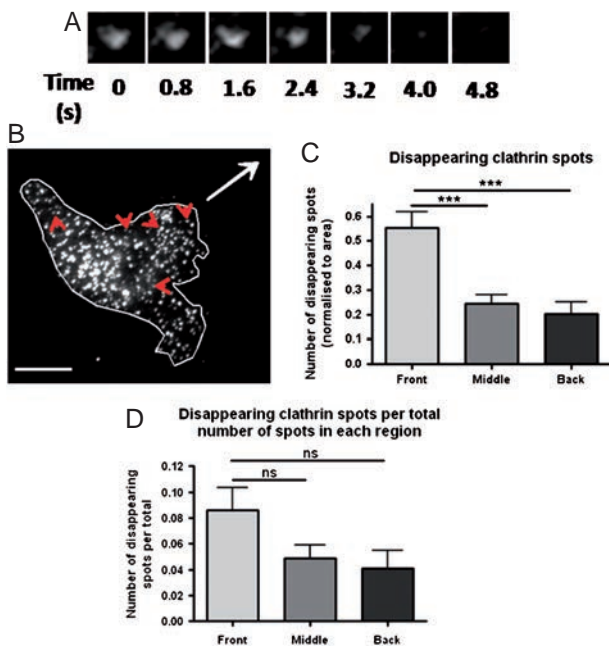 A
Time (s) 0 0.8 1.6 2.4 3.2 4.0 4.8
B
C
Disappearing clathrin spots
***
***
Number of disappearing spots
(normalised to area)
0.6
0.5
0.4
0.3
0.2
0.1
0.0
Front Middle Back
D
Disappearing clathrin spots per total
number of spots in each region
ns
ns
Number of disappearing
spots per total
0.12
0.10
0.08
0.06
0.04
0.02
0.00
Front Middle Back